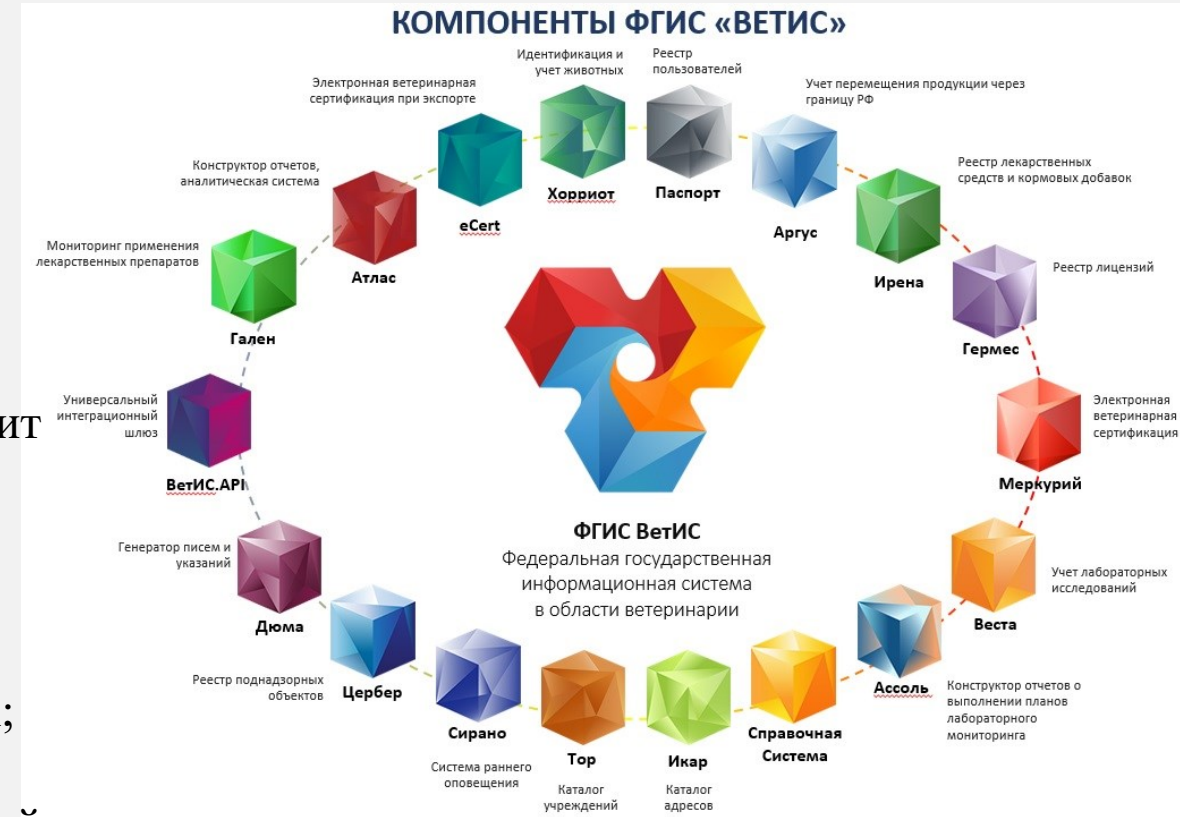 КОМПОНЕНТЫ ФГИС «ВЕТИС»
Идентификация и
учет животных
Хорриот
Реестр
пользователей
Паспорт
Электронная ветеринарная
сертификация при экспорте
eCert
Учет перемещения продукции через
границу РФ
Аргус
Конструктор отчетов,
аналитическая система
Атлас
Реестр лекарственных
средств и кормовых добавок
Ирена
Мониторинг применения
лекарственных препаратов
Гален
Реестр лицензий
Гермес
Универсальный
интеграционный
шлюз
ВетИС.API
ит
Электронная
ветеринарная
сертификация
Меркурий
ФГИС ВетИС
Федеральная государственная
информационная система
в области ветеринарии
Генератор писем и
указаний
Дюма
Учет лабораторных
исследований
Веста
Реестр поднадзорных
объектов
Цербер
Ассоль
Конструктор отчетов о
выполнении планов
лабораторного
мониторинга
;
Сирано
Система раннего
оповещения
Тор
Каталог
учреждений
Икар
Каталог
адресов
Справочная
Система